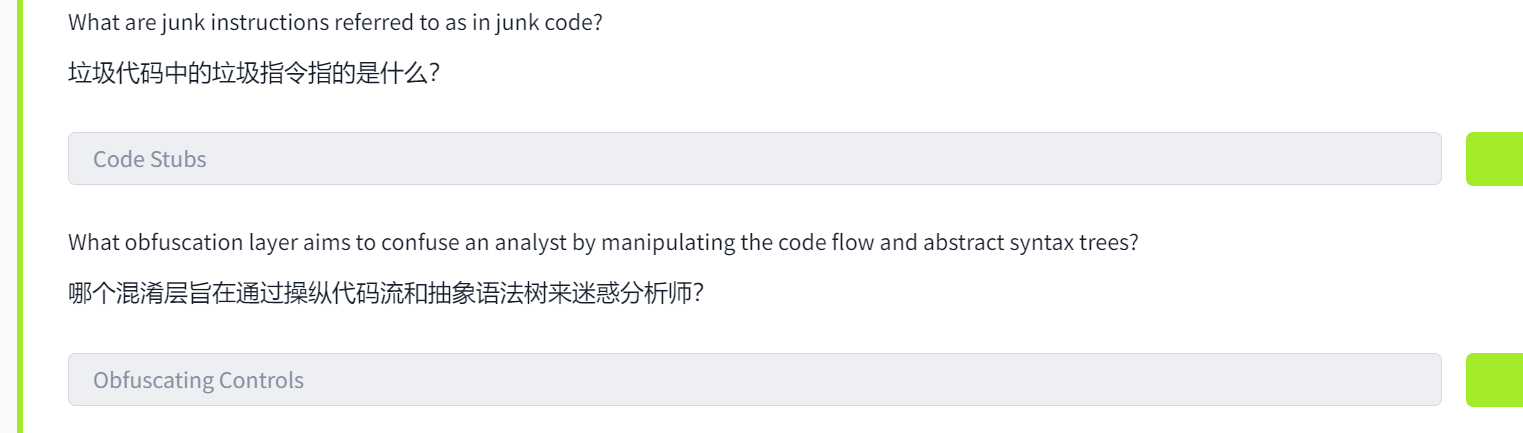 What are junk instructions referred to as in junk code?
垃圾代码中的垃圾指令指的是什么？
Code Stubs
What obfuscation layer aims to confuse an analyst by manipulating the code flow and abstract syntax trees?
哪个混淆层旨在通过操纵代码流和抽象语法树来迷惑分析师？
Obfuscating Controls